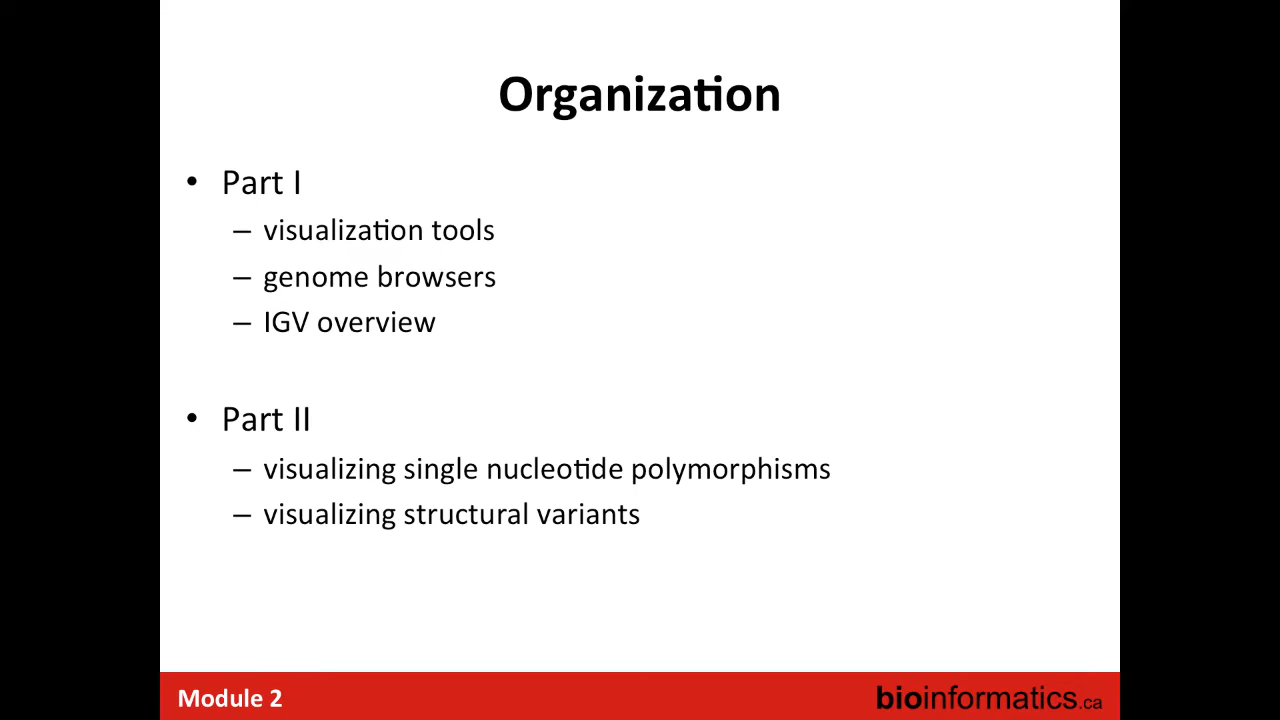 Organization
• Part I
– visualization tools
– genome browsers
– IGV overview
• Part II
– visualizing single nucleotide polymorphisms
– visualizing structural variants
Module 2
bioinformatics.ca